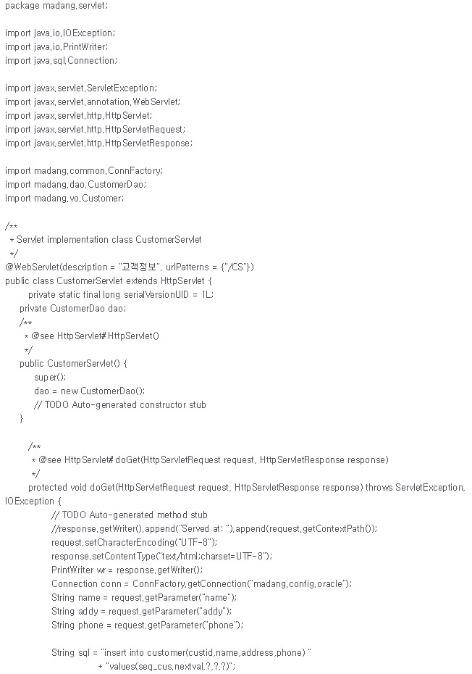 package madang.servlet;

import java.io.IOException;
import java.io.PrintWriter;
import java.sql.Connection;

import javax.servlet.ServletException;
import javax.servlet.annotation.WebServlet;
import javax.servlet.http.HttpServlet;
import javax.servlet.http.HttpServletRequest;
import javax.servlet.http.HttpServletResponse;

import madang.common.ConnFactory;
import madang.dao.CustomerDao;
import madang.vo.Customer;

/**
 * Servlet implementation class CustomerServlet
 */
@WebServlet(description = "고객정보", urlPatterns = {"/CS"})
public class CustomerServlet extends HttpServlet {
    private static final long serialVersionUID = 1L;
    private CustomerDao dao;
    /**
     * @see HttpServlet#HttpServlet()
     */
    public CustomerServlet() {
        super();
        dao = new CustomerDao();
        // TODO Auto-generated constructor stub
    }

    /**
     * @see HttpServlet#doGet(HttpServletRequest request, HttpServletResponse response)
     */
    protected void doGet(HttpServletRequest request, HttpServletResponse response) throws ServletException,
IOException {
        // TODO Auto-generated method stub
        //response.getWriter().append("Served at: ").append(request.getContextPath());
        request.setCharacterEncoding("UTF-8");
        response.setContentType("text/html;charset=UTF-8");
        PrintWriter wr = response.getWriter();
        Connection conn = ConnFactory.getConnection("madang.config.oracle");
        String name = request.getParameter("name");
        String addy = request.getParameter("addy");
        String phone = request.getParameter("phone");

        String sql = "insert into customer(custid,name,address,phone) "
                + "values(seq_cus.nextval,?,?,?)";